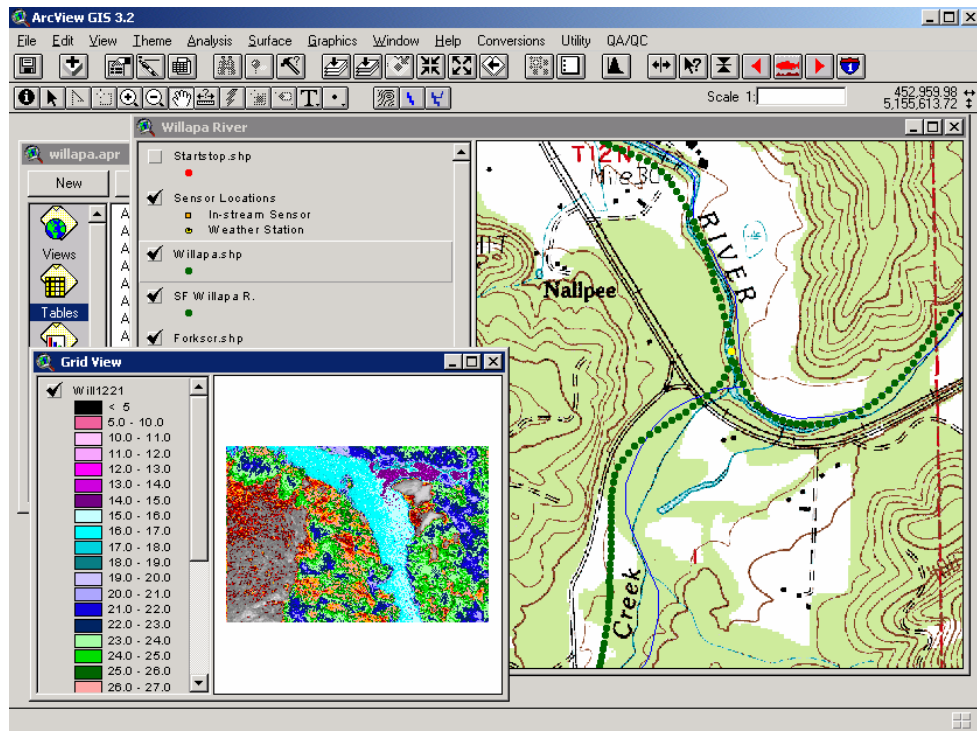 ArcView GIS 3.2
File Edit View Theme Analysis Surface Graphics Window Help Conversions Utility QA/QC
Scale 1:
452,959.98
5,155,613.72
willapa.apr
New
Views
Tables
A
A
A
A
A
A
A
Willapa River
Startstop.shp
Sensor Locations
In-stream Sensor
Weather Station
Willapa.shp
SF Willapa R.
Forkscr.shp
T12N
RIVER
Nallpee
Creek
Grid View
Will1221
< 5
5.0 - 10.0
10.0 - 11.0
11.0 - 12.0
12.0 - 13.0
13.0 - 14.0
14.0 - 15.0
15.0 - 16.0
16.0 - 17.0
17.0 - 18.0
18.0 - 19.0
19.0 - 20.0
20.0 - 21.0
21.0 - 22.0
22.0 - 23.0
23.0 - 24.0
24.0 - 25.0
25.0 - 26.0
26.0 - 27.0